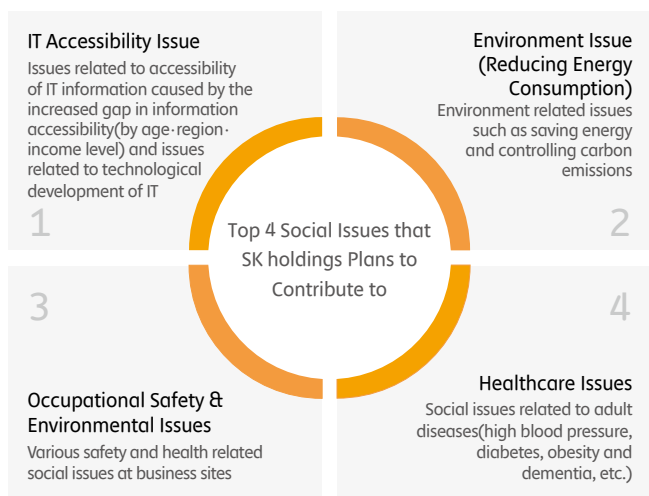 IT Accessibility Issue
Issues related to accessibility
of IT information caused by the
increased gap in information
accessibility(by age·region·
income level) and issues
related to technological
development of IT
1
Environment Issue
(Reducing Energy
Consumption)
Environment related issues
such as saving energy
and controlling carbon
emissions
2
Top 4 Social Issues that
SK holdings Plans to
Contribute to
3
Occupational Safety &
Environmental Issues
Various safety and health related
social issues at business sites
4
Healthcare Issues
Social issues related to adult
diseases(high blood pressure,
diabetes, obesity and
dementia, etc.)